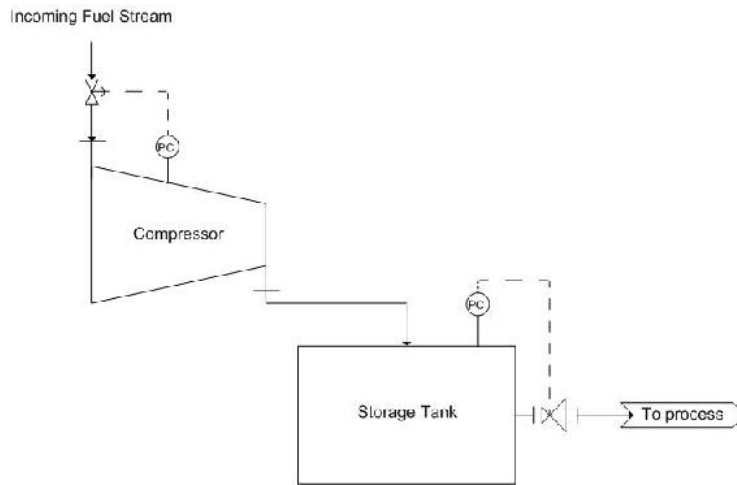 Incoming Fuel Stream
PC
Compressor
PC
Storage Tank
To process